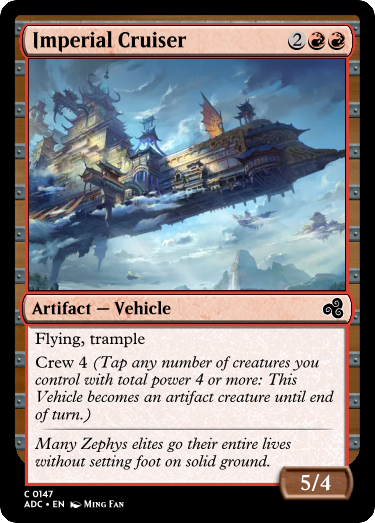 Imperial Cruiser 2
Artifact — Vehicle
Flying, trample
Crew 4 (Tap any number of creatures you
control with total power 4 or more: This
Vehicle becomes an artifact creature until end
of turn.)
Many Zephys elites go their entire lives
without setting foot on solid ground.
5/4
C 0147
ADC • EN Ming Fan